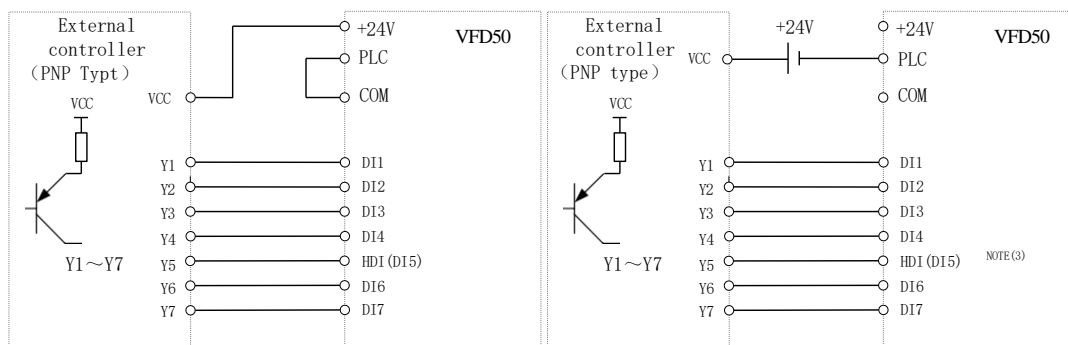 External
controller
(PNP Typt)
VCC
VCC
Y1~Y7
Y1
Y2
Y3
Y4
Y5
Y6
Y7
+24V
PLC
COM
DI1
DI2
DI3
DI4
HDI(DI5)
DI6
DI7
VFD50
External
controller
(PNP type)
VCC
VCC
+24V
Y1~Y7
Y1
Y2
Y3
Y4
Y5
Y6
Y7
+24V
PLC
COM
DI1
DI2
DI3
DI4
HDI(DI5) NOTE(3)
DI6
DI7
VFD50